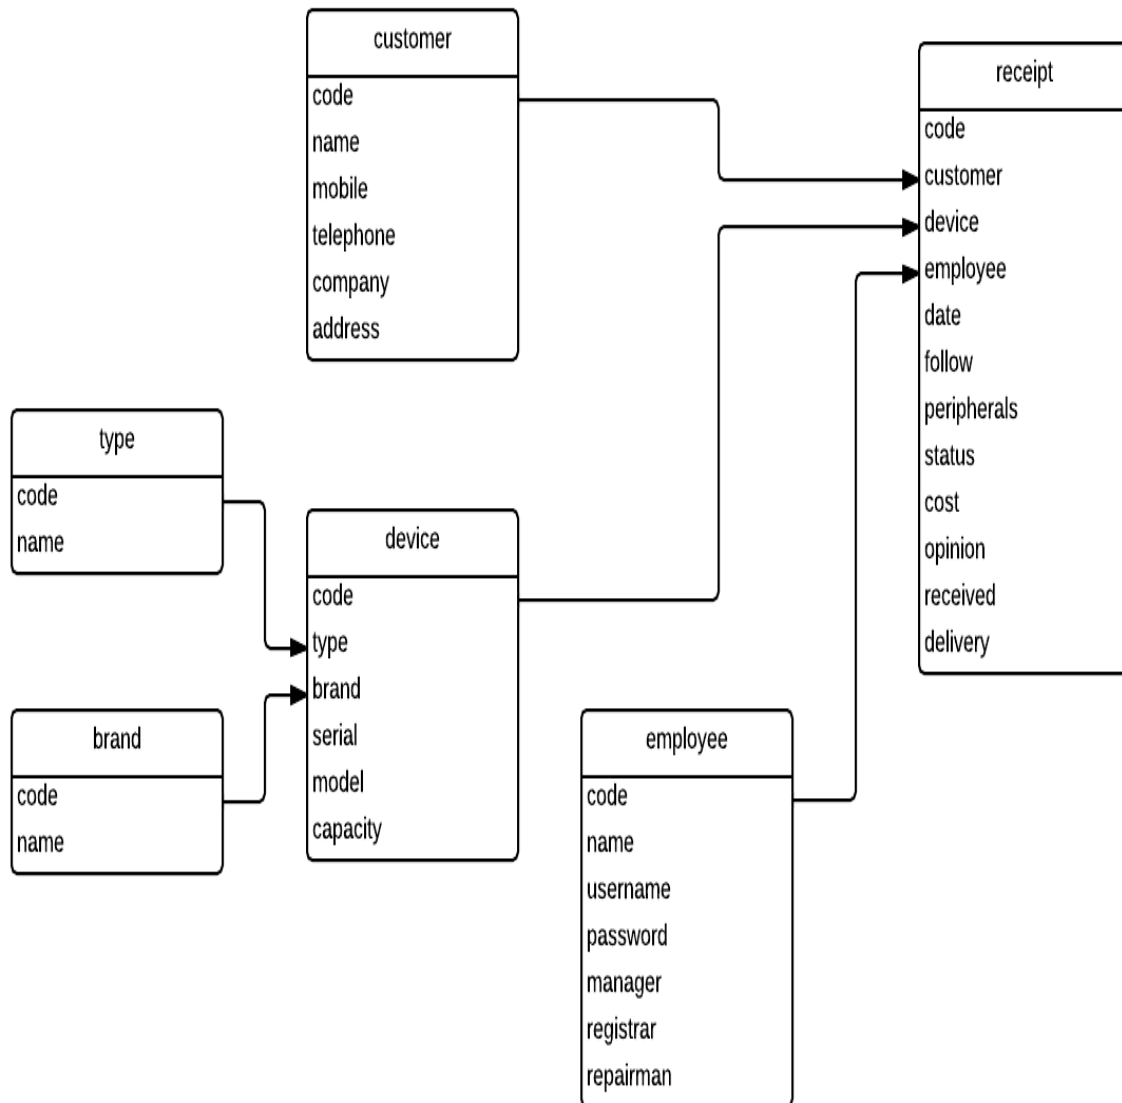 customer
code
name
mobile
telephone
company
address
receipt
code
customer
device
employee
date
follow
peripherals
status
cost
opinion
received
delivery
type
code
name
device
code
type
brand
serial
model
capacity
brand
code
name
employee
code
name
username
password
manager
registrar
repairman